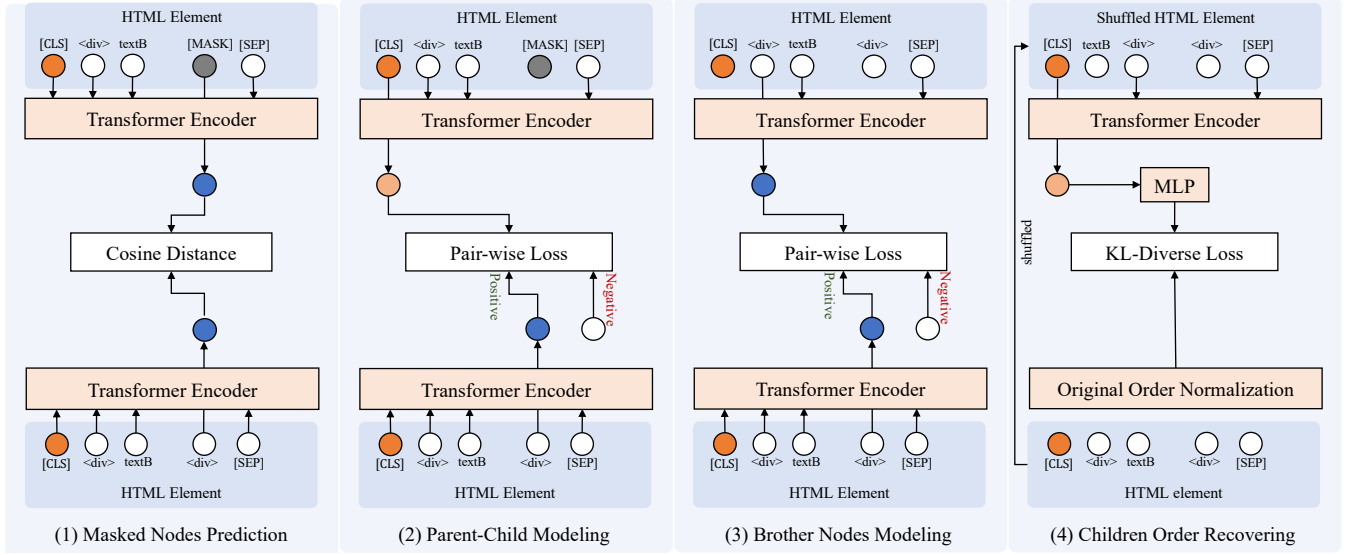 HTML Element
[CLS] <div> textB [MASK] [SEP]
Transformer Encoder
Cosine Distance
Transformer Encoder
[CLS] <div> textB <div> [SEP]
HTML Element
(1) Masked Nodes Prediction
HTML Element
[CLS] <div> textB [MASK] [SEP]
Transformer Encoder
Pair-wise Loss
Positive
Negative
Transformer Encoder
[CLS] <div> textB <div> [SEP]
HTML Element
(2) Parent-Child Modeling
HTML Element
[CLS] <div> textB <div> [SEP]
Transformer Encoder
Pair-wise Loss
Positive
Negative
Transformer Encoder
[CLS] <div> textB <div> [SEP]
HTML Element
(3) Brother Nodes Modeling
Shuffled HTML Element
[CLS] textB <div> <div> [SEP]
Transformer Encoder
MLP
shuffled
KL-Diverse Loss
Original Order Normalization
[CLS] <div> textB <div> [SEP]
HTML element
(4) Children Order Recovering